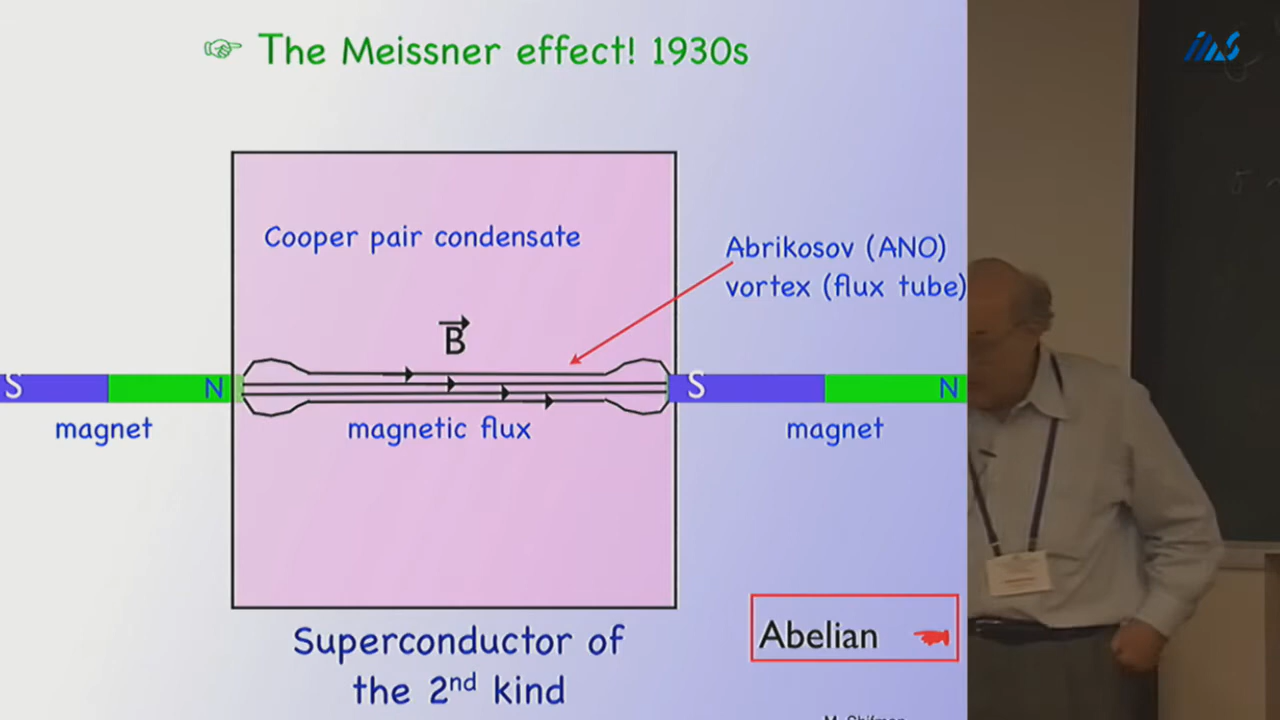 ☞ The Meissner effect! 1930s
IMS
Cooper pair condensate
Abrikosov (ANO)
vortex (flux tube)
B
S
N
S
N
magnet
magnetic flux
magnet
Superconductor of
the 2nd kind
Abelian